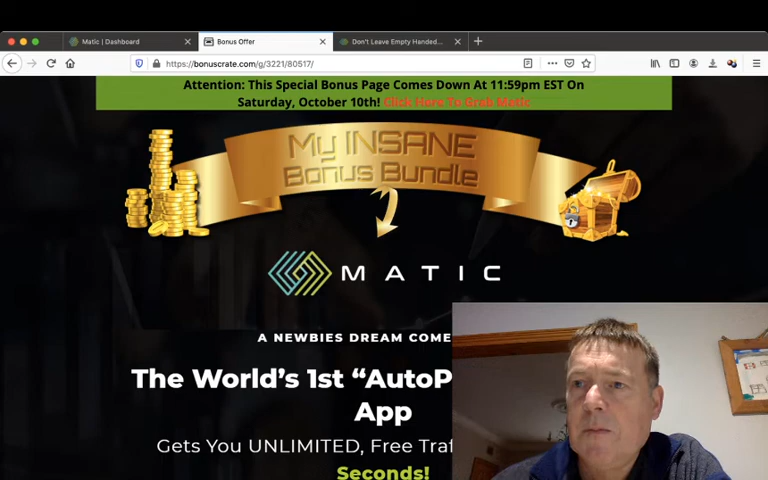 Matic | Dashboard
Bonus Offer
Don't Leave Empty Handed...
https://bonuscrate.com/g/3221/80517/
Attention: This Special Bonus Page Comes Down At 11:59pm EST On
Saturday, October 10th! Click Here To Grab Matic
My INSANE
Bonus Bundle
MATIC
A NEWBIES DREAM COME
The World's 1st “AutoP
App
Gets You UNLIMITED, Free Traf
Seconds!